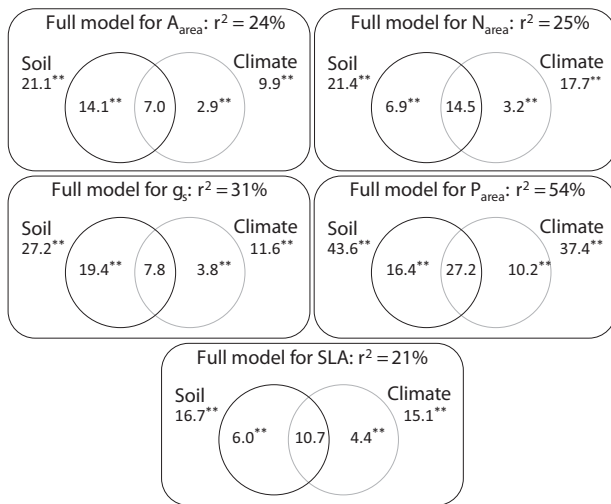 Full model for Aarea: r² = 24%
Soil
21.1**
Climate
9.9**
14.1** 7.0 2.9**
Full model for Narea: r² = 25%
Soil
21.4**
Climate
17.7**
6.9** 14.5 3.2**
Full model for gs: r² = 31%
Soil
27.2**
Climate
11.6**
19.4** 7.8 3.8**
Full model for Parea: r² = 54%
Soil
43.6**
Climate
37.4**
16.4** 27.2 10.2**
Full model for SLA: r² = 21%
Soil
16.7**
Climate
15.1**
6.0** 10.7 4.4**